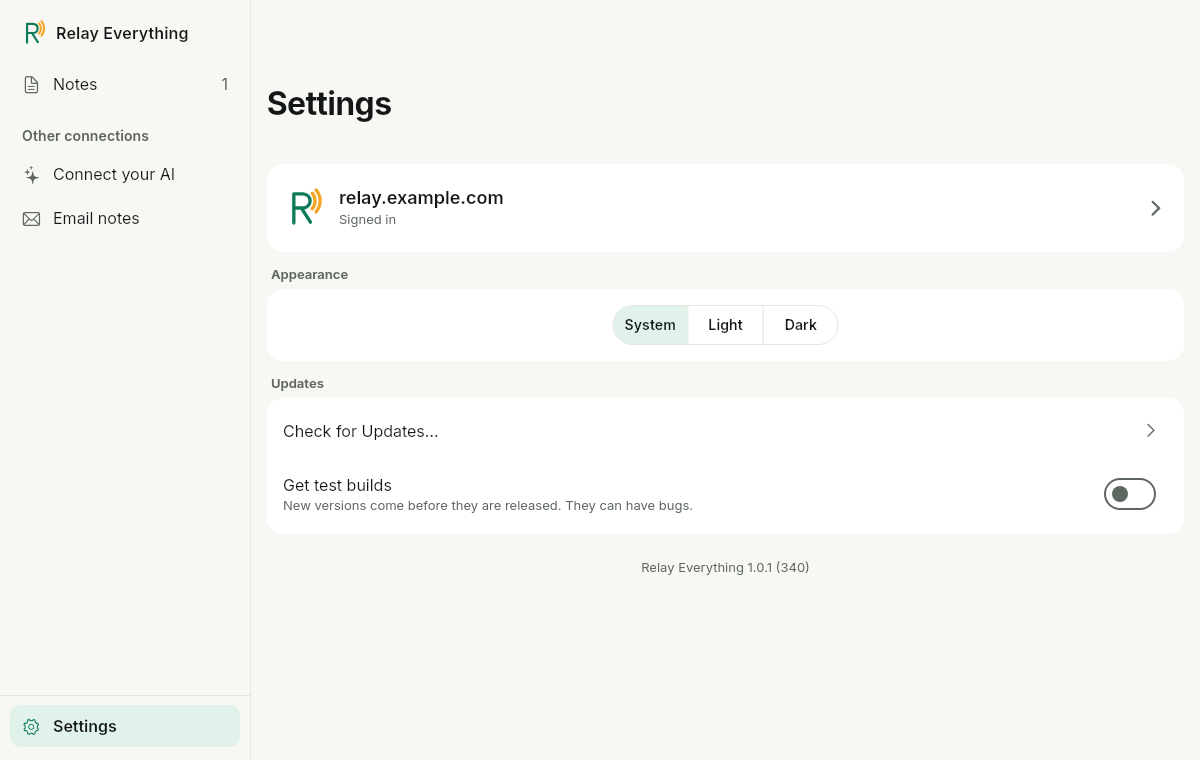 Relay Everything
Notes 1
Other connections
Connect your AI
Email notes
Settings
Settings
relay.example.com
Signed in
Appearance
System Light Dark
Updates
Check for Updates...
Get test builds
New versions come before they are released. They can have bugs.
Relay Everything 1.0.1 (340)